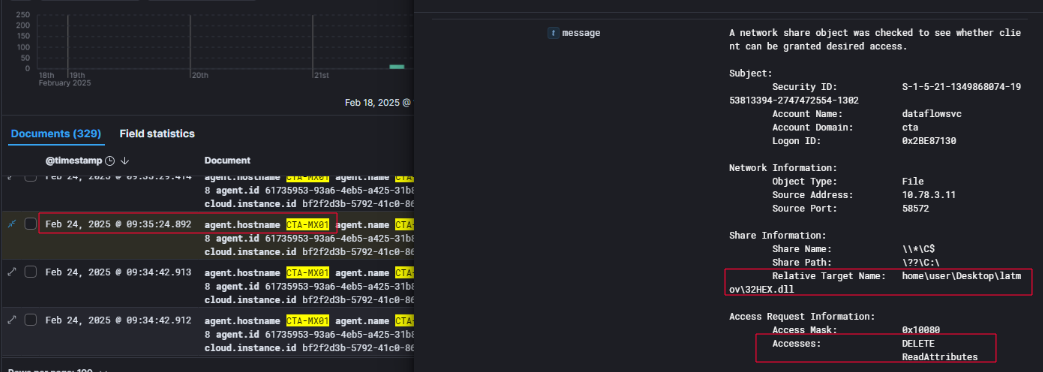 250
200
150
100
50
0
18th
19th
20th
21st
February 2025
Feb 18, 2025 @
Documents (329)
Field statistics
@timestamp
Document
Feb 24, 2025 @ 09:35:29.414
agent.hostname CTA-MX01 agent.name CTA
8 agent.id 61735953-93a6-4eb5-a425-31b8
cloud.instance.id bf2f2d3b-5792-41c0-86
Feb 24, 2025 @ 09:35:24.892
agent.hostname CTA-MX01 agent.name CTA-
8 agent.id 61735953-93a6-4eb5-a425-31b8
cloud.instance.id bf2f2d3b-5792-41c0-86
Feb 24, 2025 @ 09:34:42.913
agent.hostname CTA-MX01 agent.name CTA-
8 agent.id 61735953-93a6-4eb5-a425-31b8
cloud.instance.id bf2f2d3b-5792-41c0-86
Feb 24, 2025 @ 09:34:42.912
agent.hostname CTA-MX01 agent.name CTA-
8 agent.id 61735953-93a6-4eb5-a425-31b8
cloud.instance.id bf2f2d3b-5792-41c0-86
Rows per page: 100
t message
A network share object was checked to see whether clie
nt can be granted desired access.
Subject:
Security ID: S-1-5-21-1349868074-19
53813394-2747472554-1302
Account Name: dataflowsvc
Account Domain: cta
Logon ID: 0x2BE87130
Network Information:
Object Type: File
Source Address: 10.78.3.11
Source Port: 58572
Share Information:
Share Name: \\*\C$
Share Path: \??\C:\
Relative Target Name: home\user\Desktop\latm
ov\32HEX.dll
Access Request Information:
Access Mask: 0x10080
Accesses: DELETE
ReadAttributes